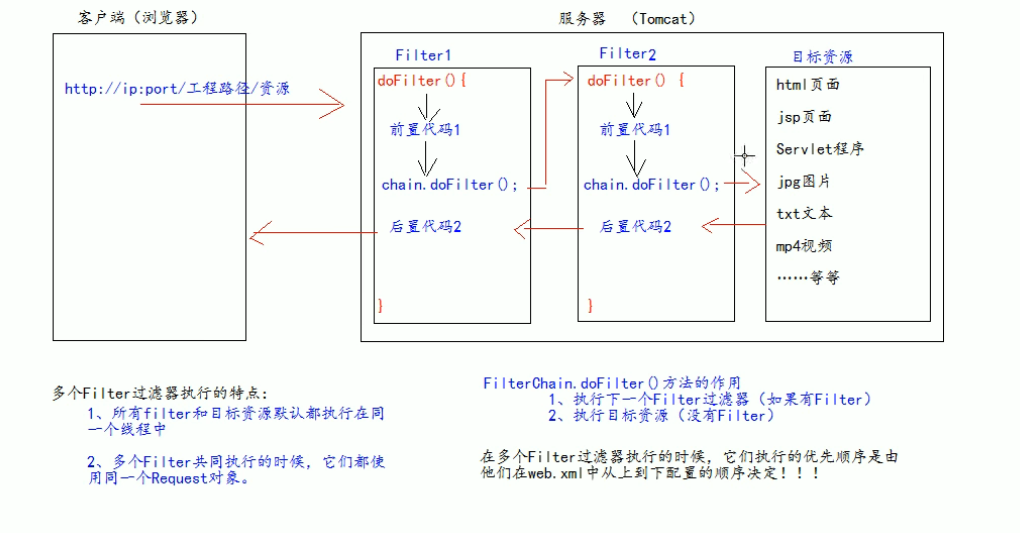 客户端（浏览器）
服务器 （Tomcat）
http://ip:port/工程路径/资源
Filter1
doFilter(){
前置代码1
chain.doFilter();
后置代码2
}
Filter2
doFilter() {
前置代码1
chain.doFilter();
后置代码2
}
目标资源
html页面
jsp页面
Servlet程序
jpg图片
txt文本
mp4视频
……等等
多个Filter过滤器执行的特点：
1、所有filter和目标资源默认都执行在同
一个线程中
2、多个Filter共同执行的时候，它们都使
用同一个Request对象。
FilterChain.doFilter()方法的作用
1、执行下一个Filter过滤器（如果有Filter）
2、执行目标资源（没有Filter）
在多个Filter过滤器执行的时候，它们执行的优先顺序是由
他们在web.xml中从上到下配置的顺序决定！！！